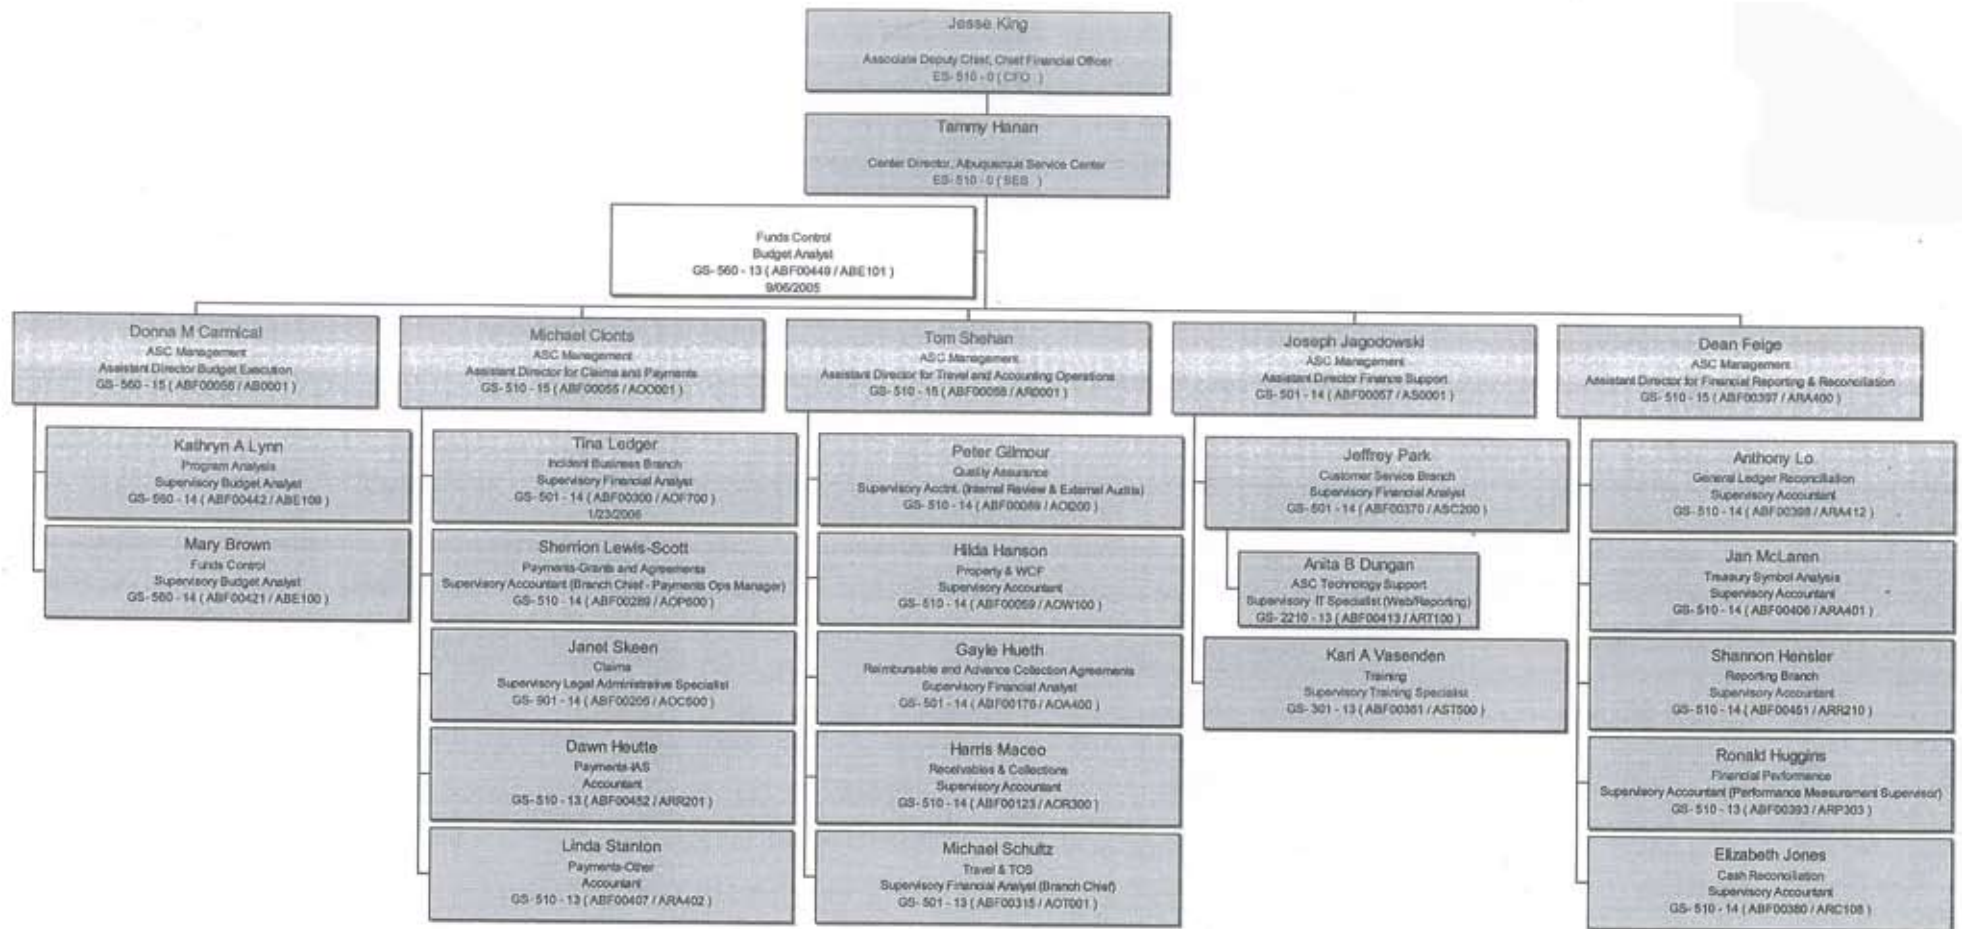 Jesse King
Associate Deputy Chief, Chief Financial Officer
ES- 510 - 0 ( CFO )
Tammy Hanan
Center Director, Albuquerque Service Center
ES- 510 - 0 ( SES )
Funds Control
Budget Analyst
GS- 560 - 13 ( ABF00449 / ABE101 )
9/06/2005
Donna M Carmical
ASC Management
Assistant Director Budget Execution
GS- 560 - 15 ( ABF00056 / AB0001 )
Kathryn A Lynn
Program Analysis
Supervisory Budget Analyst
GS- 560 - 14 ( ABF00442 / ABE109 )
Mary Brown
Funds Control
Supervisory Budget Analyst
GS- 560 - 14 ( ABF00421 / ABE100 )
Michael Clonts
ASC Management
Assistant Director for Claims and Payments
GS- 510 - 15 ( ABF00055 / AOO001 )
Tina Ledger
Incident Business Branch
Supervisory Financial Analyst
GS- 501 - 14 ( ABF00300 / AOF700 )
1/23/2006
Sherrion Lewis-Scott
Payments-Grants and Agreements
Supervisory Accountant (Branch Chief - Payments Ops Manager)
GS- 510 - 14 ( ABF00289 / AOP600 )
Janet Skeen
Claims
Supervisory Legal Administrative Specialist
GS- 901 - 14 ( ABF00205 / AOC500 )
Dawn Heutte
Payments-IAS
Accountant
GS- 510 - 13 ( ABF00452 / ARR201 )
Linda Stanton
Payments-Other
Accountant
GS- 510 - 13 ( ABF00407 / ARA402 )
Tom Shehan
ASC Management
Assistant Director for Travel and Accounting Operations
GS- 510 - 15 ( ABF00058 / AR0001 )
Peter Gilmour
Quality Assurance
Supervisory Acctnt. (Internal Review & External Audits)
GS- 510 - 14 ( ABF00069 / AOI200 )
Hilda Hanson
Property & WCF
Supervisory Accountant
GS- 510 - 14 ( ABF00059 / AOW100 )
Gayle Hueth
Reimbursable and Advance Collection Agreements
Supervisory Financial Analyst
GS- 501 - 14 ( ABF00176 / AOA400 )
Harris Maceo
Receivables & Collections
Supervisory Accountant
GS- 510 - 14 ( ABF00123 / AOR300 )
Michael Schultz
Travel & TOS
Supervisory Financial Analyst (Branch Chief)
GS- 501 - 13 ( ABF00315 / AOT001 )
Joseph Jagodowski
ASC Management
Assistant Director Finance Support
GS- 501 - 14 ( ABF00057 / AS0001 )
Jeffrey Park
Customer Service Branch
Supervisory Financial Analyst
GS- 501 - 14 ( ABF00370 / ASC200 )
Anita B Dungan
ASC Technology Support
Supervisory IT Specialist (Web/Reporting)
GS- 2210 - 13 ( ABF00413 / ART100 )
Karl A Vasenden
Training
Supervisory Training Specialist
GS- 301 - 13 ( ABF00361 / AST500 )
Dean Feige
ASC Management
Assistant Director for Financial Reporting & Reconciliation
GS- 510 - 15 ( ABF00397 / ARA400 )
Anthony Lo
General Ledger Reconciliation
Supervisory Accountant
GS- 510 - 14 ( ABF00398 / ARA412 )
Jan McLaren
Treasury Symbol Analysis
Supervisory Accountant
GS- 510 - 14 ( ABF00406 / ARA401 )
Shannon Hensler
Reporting Branch
Supervisory Accountant
GS- 510 - 14 ( ABF00451 / ARR210 )
Ronald Huggins
Financial Performance
Supervisory Accountant (Performance Measurement Supervisor)
GS- 510 - 13 ( ABF00393 / ARP303 )
Elizabeth Jones
Cash Reconciliation
Supervisory Accountant
GS- 510 - 14 ( ABF00380 / ARC108 )